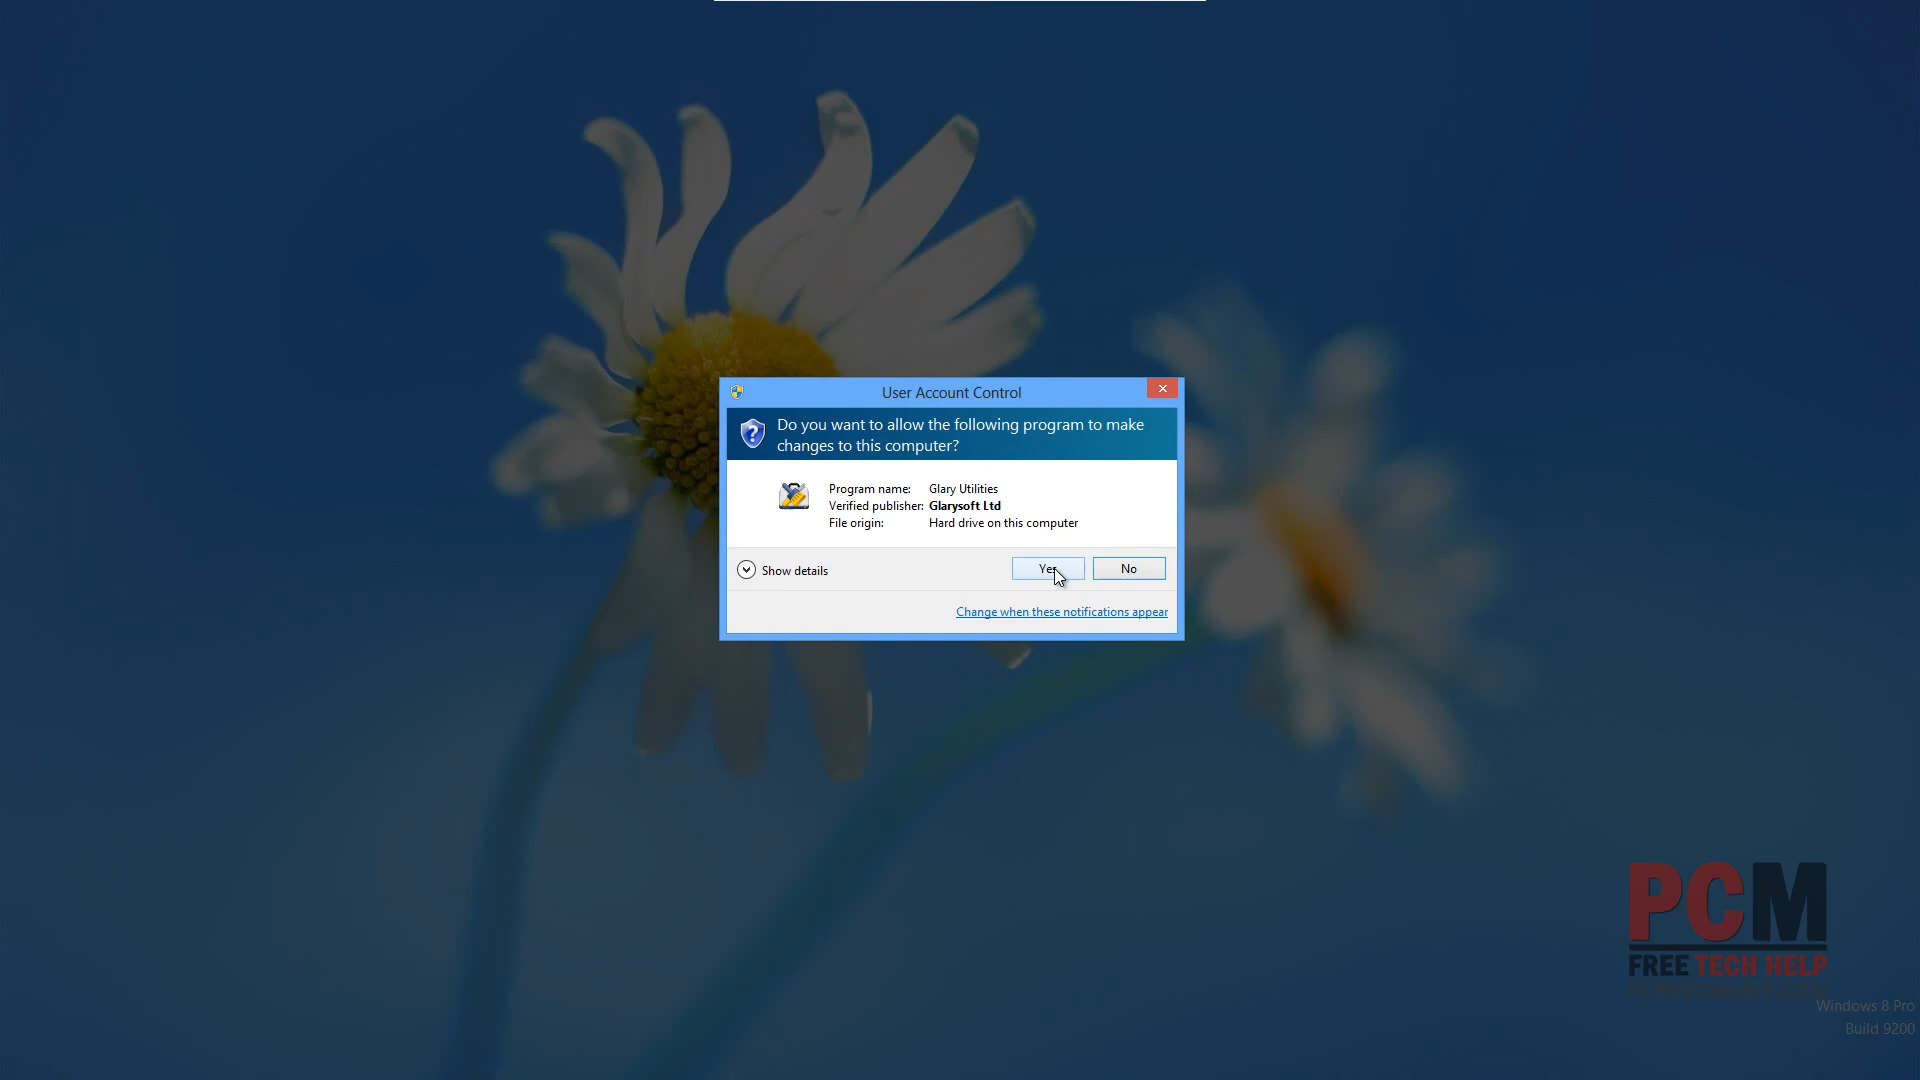 User Account Control
Do you want to allow the following program to make
changes to this computer?
Program name: Glary Utilities
Verified publisher: Glarysoft Ltd
File origin: Hard drive on this computer
Show details
Yes
No
Change when these notifications appear
PCM
FREE TECH HELP
Windows 8 Pro
Build 9200